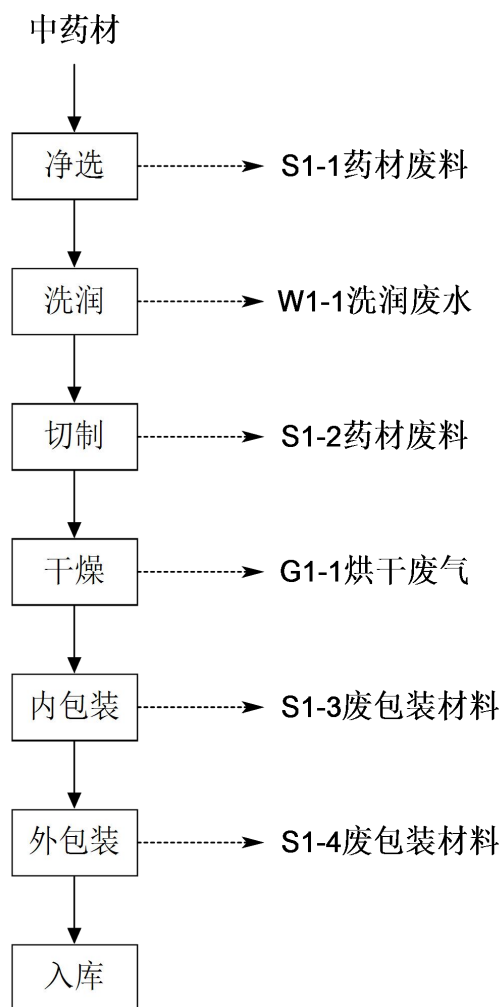 中药材
净选
S1-1药材废料
洗润
W1-1洗润废水
切制
S1-2药材废料
干燥
G1-1烘干废气
内包装
S1-3废包装材料
外包装
S1-4废包装材料
入库